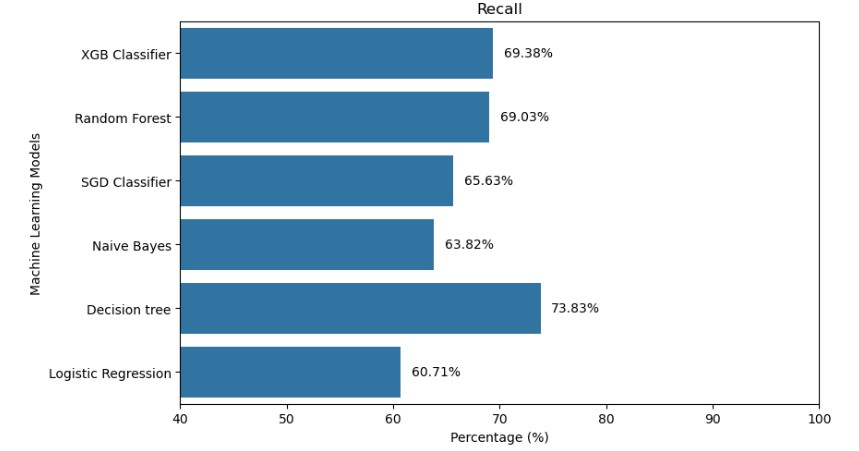 Recall
XGB Classifier
69.38%
Random Forest
69.03%
SGD Classifier
65.63%
Naive Bayes
63.82%
Decision tree
73.83%
Logistic Regression
60.71%
Machine Learning Models
40 50 60 70 80 90 100
Percentage (%)